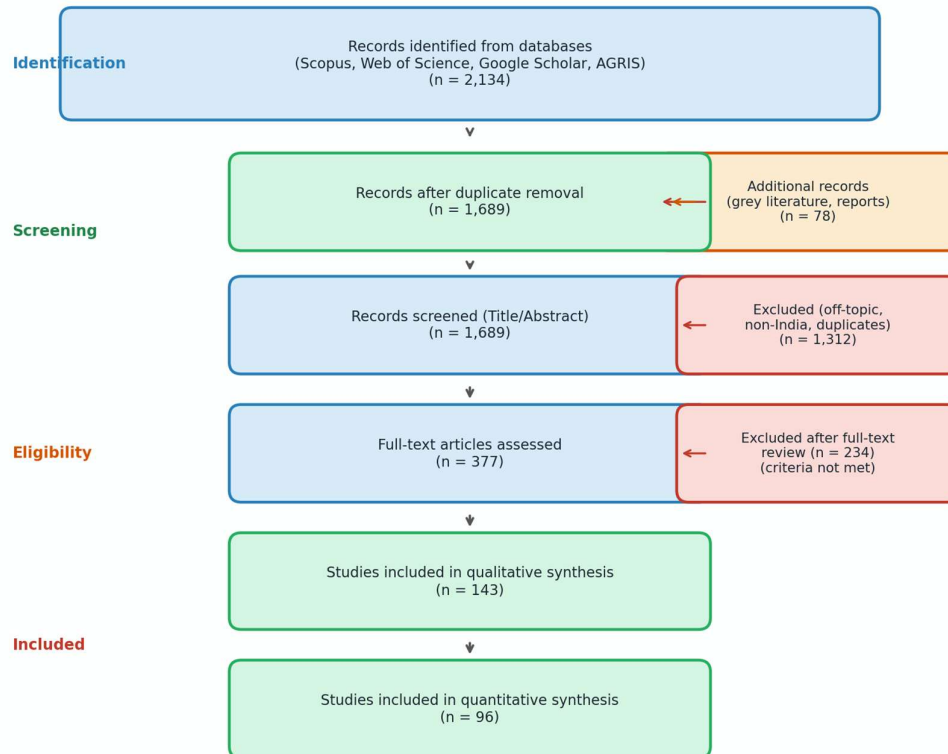 Identification
Records identified from databases
(Scopus, Web of Science, Google Scholar, AGRIS)
(n = 2,134)
Screening
Records after duplicate removal
(n = 1,689)
Additional records
(grey literature, reports)
(n = 78)
Records screened (Title/Abstract)
(n = 1,689)
Excluded (off-topic,
non-India, duplicates)
(n = 1,312)
Eligibility
Full-text articles assessed
(n = 377)
Excluded after full-text
review (n = 234)
(criteria not met)
Included
Studies included in qualitative synthesis
(n = 143)
Studies included in quantitative synthesis
(n = 96)